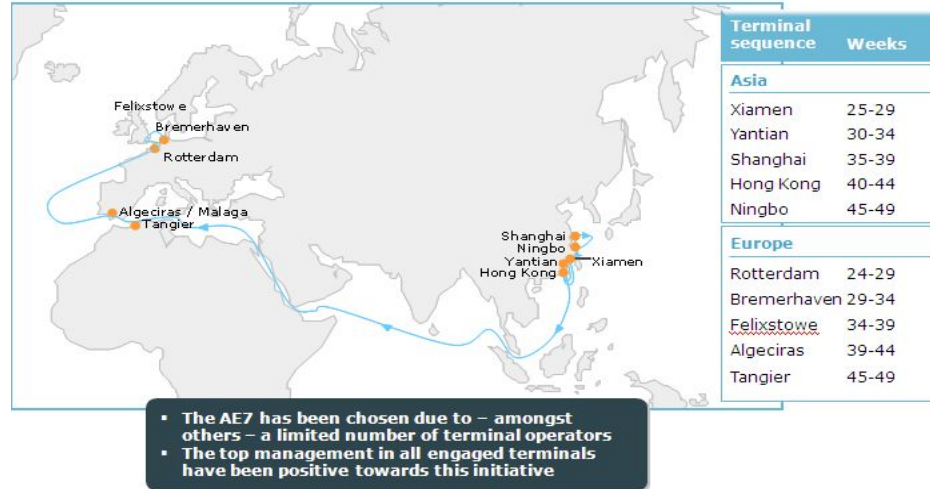 Felixstowe
Bremerhaven
Rotterdam
Algeciras / Malaga
Tangier
Shanghai
Ningbo
Yantian
Xiamen
Hong Kong
Terminal sequence Weeks
Asia
Xiamen 25-29
Yantian 30-34
Shanghai 35-39
Hong Kong 40-44
Ningbo 45-49
Europe
Rotterdam 24-29
Bremerhaven 29-34
Felixstowe 34-39
Algeciras 39-44
Tangier 45-49
▪ The AE7 has been chosen due to – amongst
others – a limited number of terminal operators
▪ The top management in all engaged terminals
have been positive towards this initiative